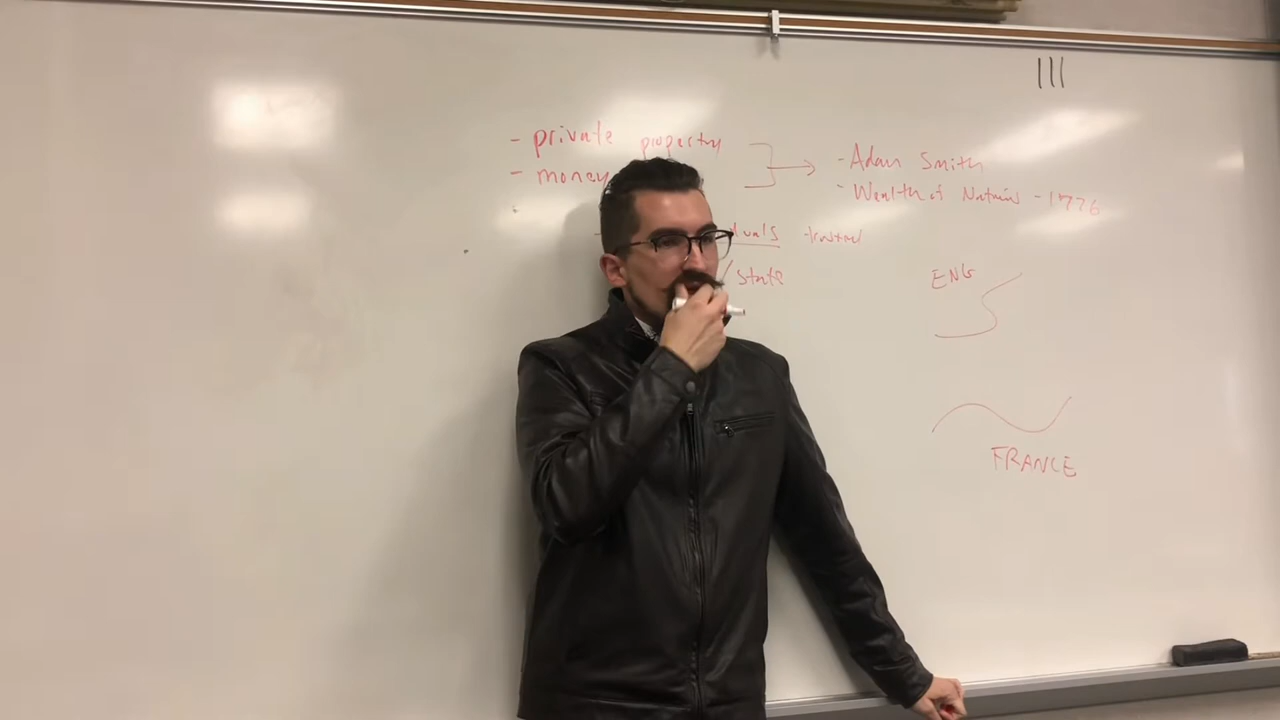 III
- private property
- money
- Adam Smith
- Wealth of Nations - 1776
/ State
ENG
FRANCE